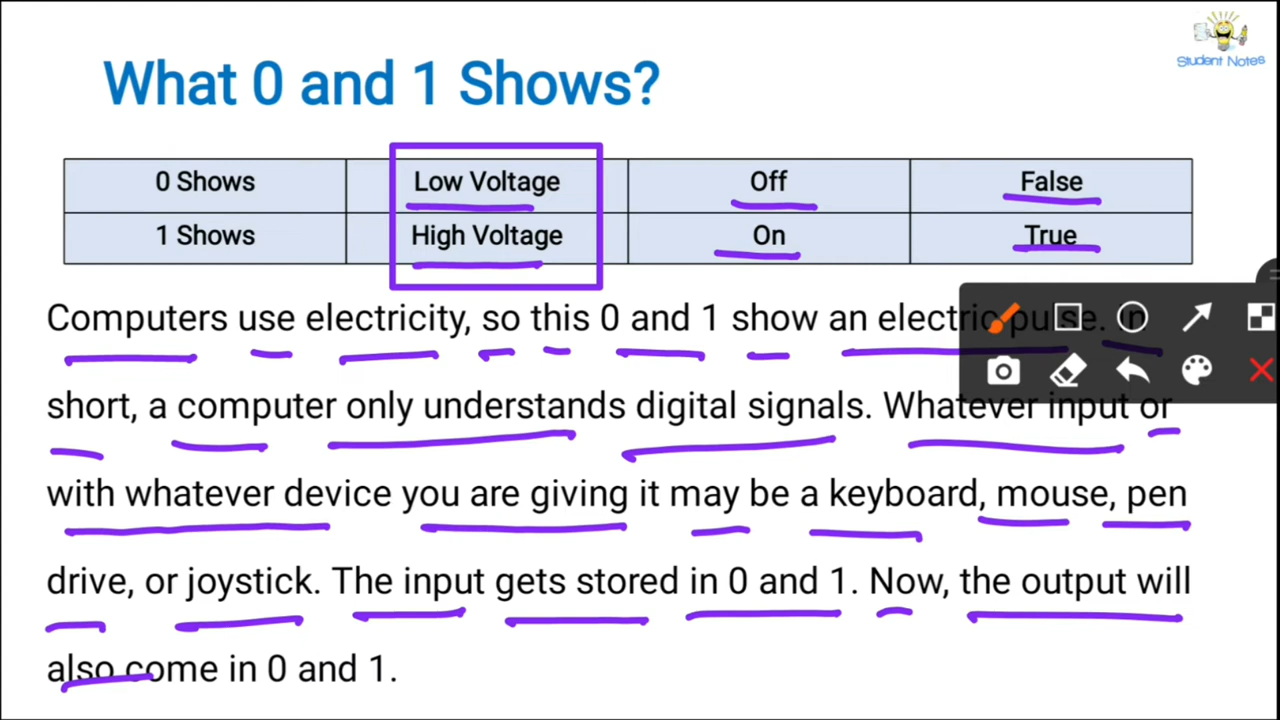 Student Notes
What 0 and 1 Shows?
0 Shows Low Voltage Off False
1 Shows High Voltage On True
Computers use electricity, so this 0 and 1 show an electric pulse. In
short, a computer only understands digital signals. Whatever input or
with whatever device you are giving it may be a keyboard, mouse, pen
drive, or joystick. The input gets stored in 0 and 1. Now, the output will
also come in 0 and 1.